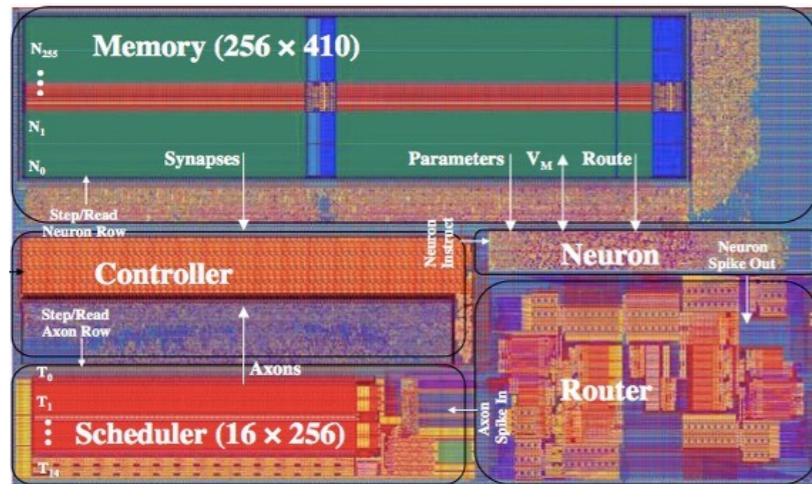 Memory (256 × 410)
N255
N1
N0
Synapses
Parameters
VM
Route
Step/Read
Neuron Row
Neuron
Instruct
Controller
Neuron
Neuron
Spike Out
Step/Read
Axon Row
Axons
T0
T1
Scheduler (16 × 256)
T14
Axon
Spike In
Router